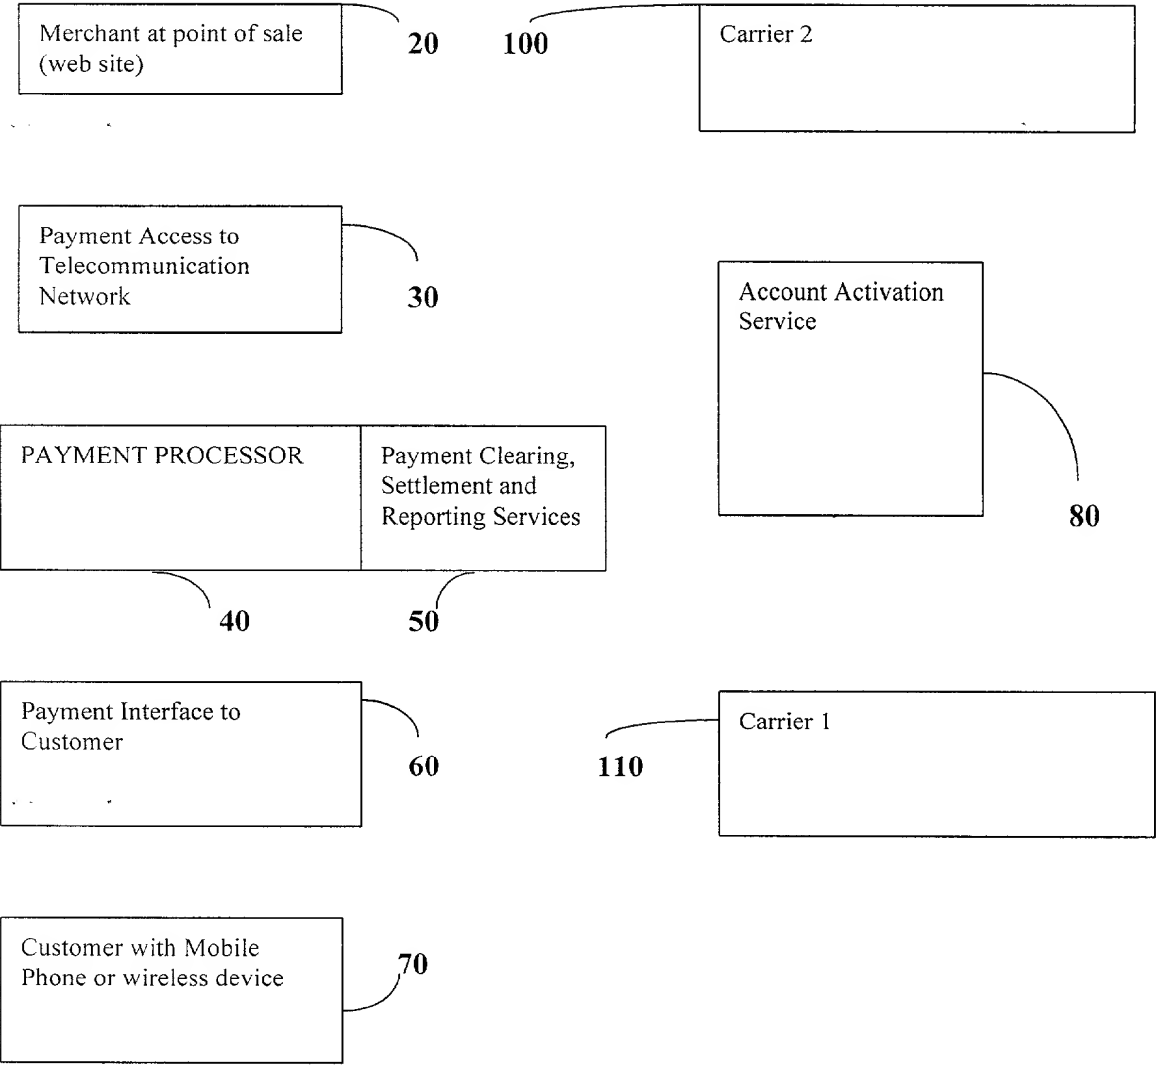 Merchant at point of sale
(web site)
20
100
Carrier 2
Payment Access to
Telecommunication
Network
30
Account Activation
Service
80
PAYMENT PROCESSOR
Payment Clearing,
Settlement and
Reporting Services
40
50
Payment Interface to
Customer
60
110
Carrier 1
Customer with Mobile
Phone or wireless device
70